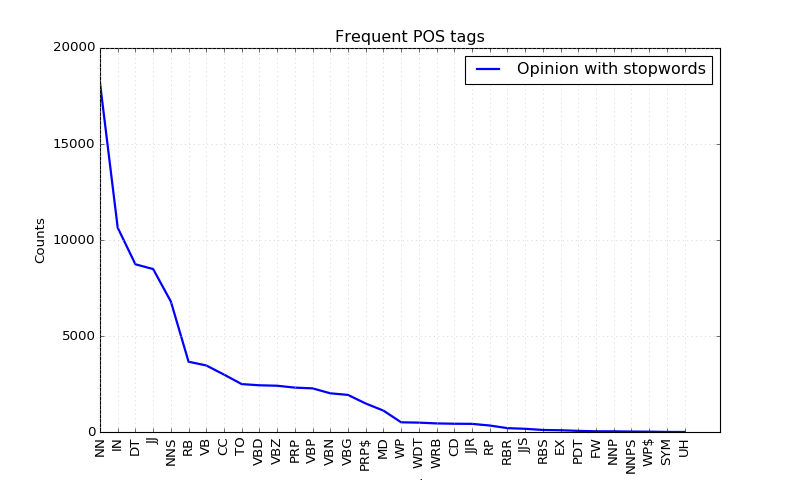 Frequent POS tags
Opinion with stopwords
Counts
20000
15000
10000
5000
0
NN IN DT JJ NNS RB VB CC TO VBD VBZ PRP VBP VBN VBG PRP$ MD WP WDT WRB CD JJR RP RBR JJS RBS EX PDT FW NNP NNPS WP$ SYM UH